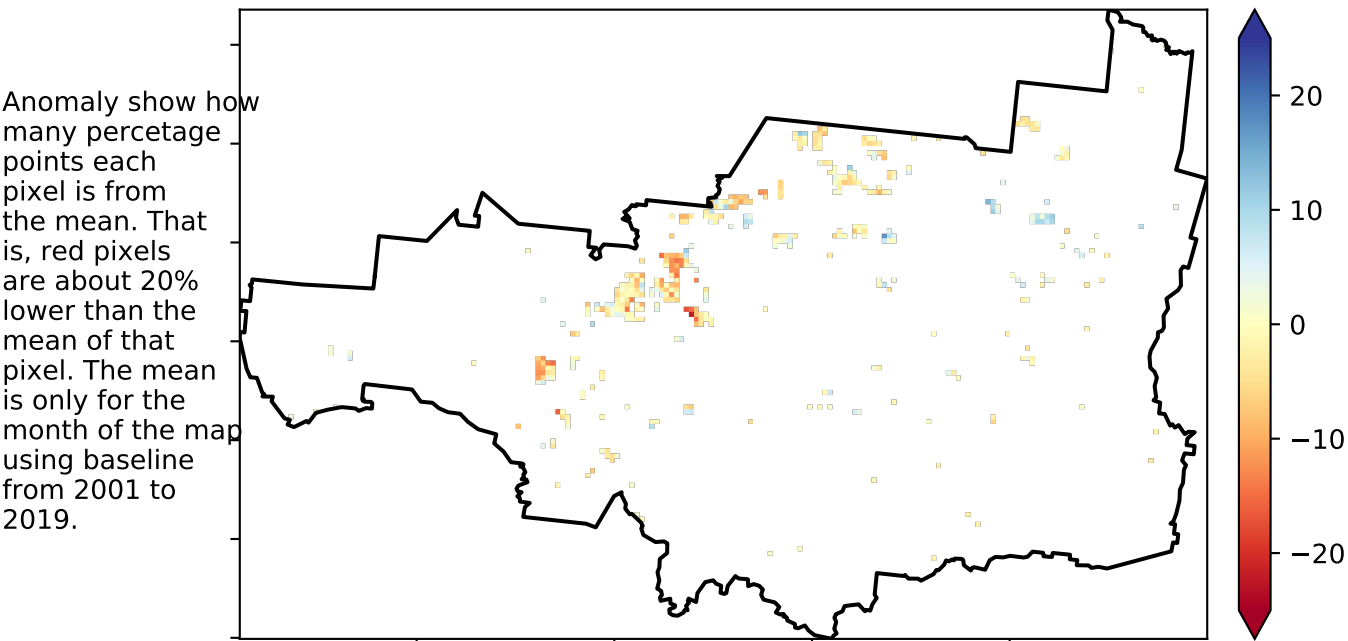 Anomaly show how
many percetage
points each
pixel is from
the mean. That
is, red pixels
are about 20%
lower than the
mean of that
pixel. The mean
is only for the
month of the map
using baseline
from 2001 to
2019.
20
10
0
−10
−20